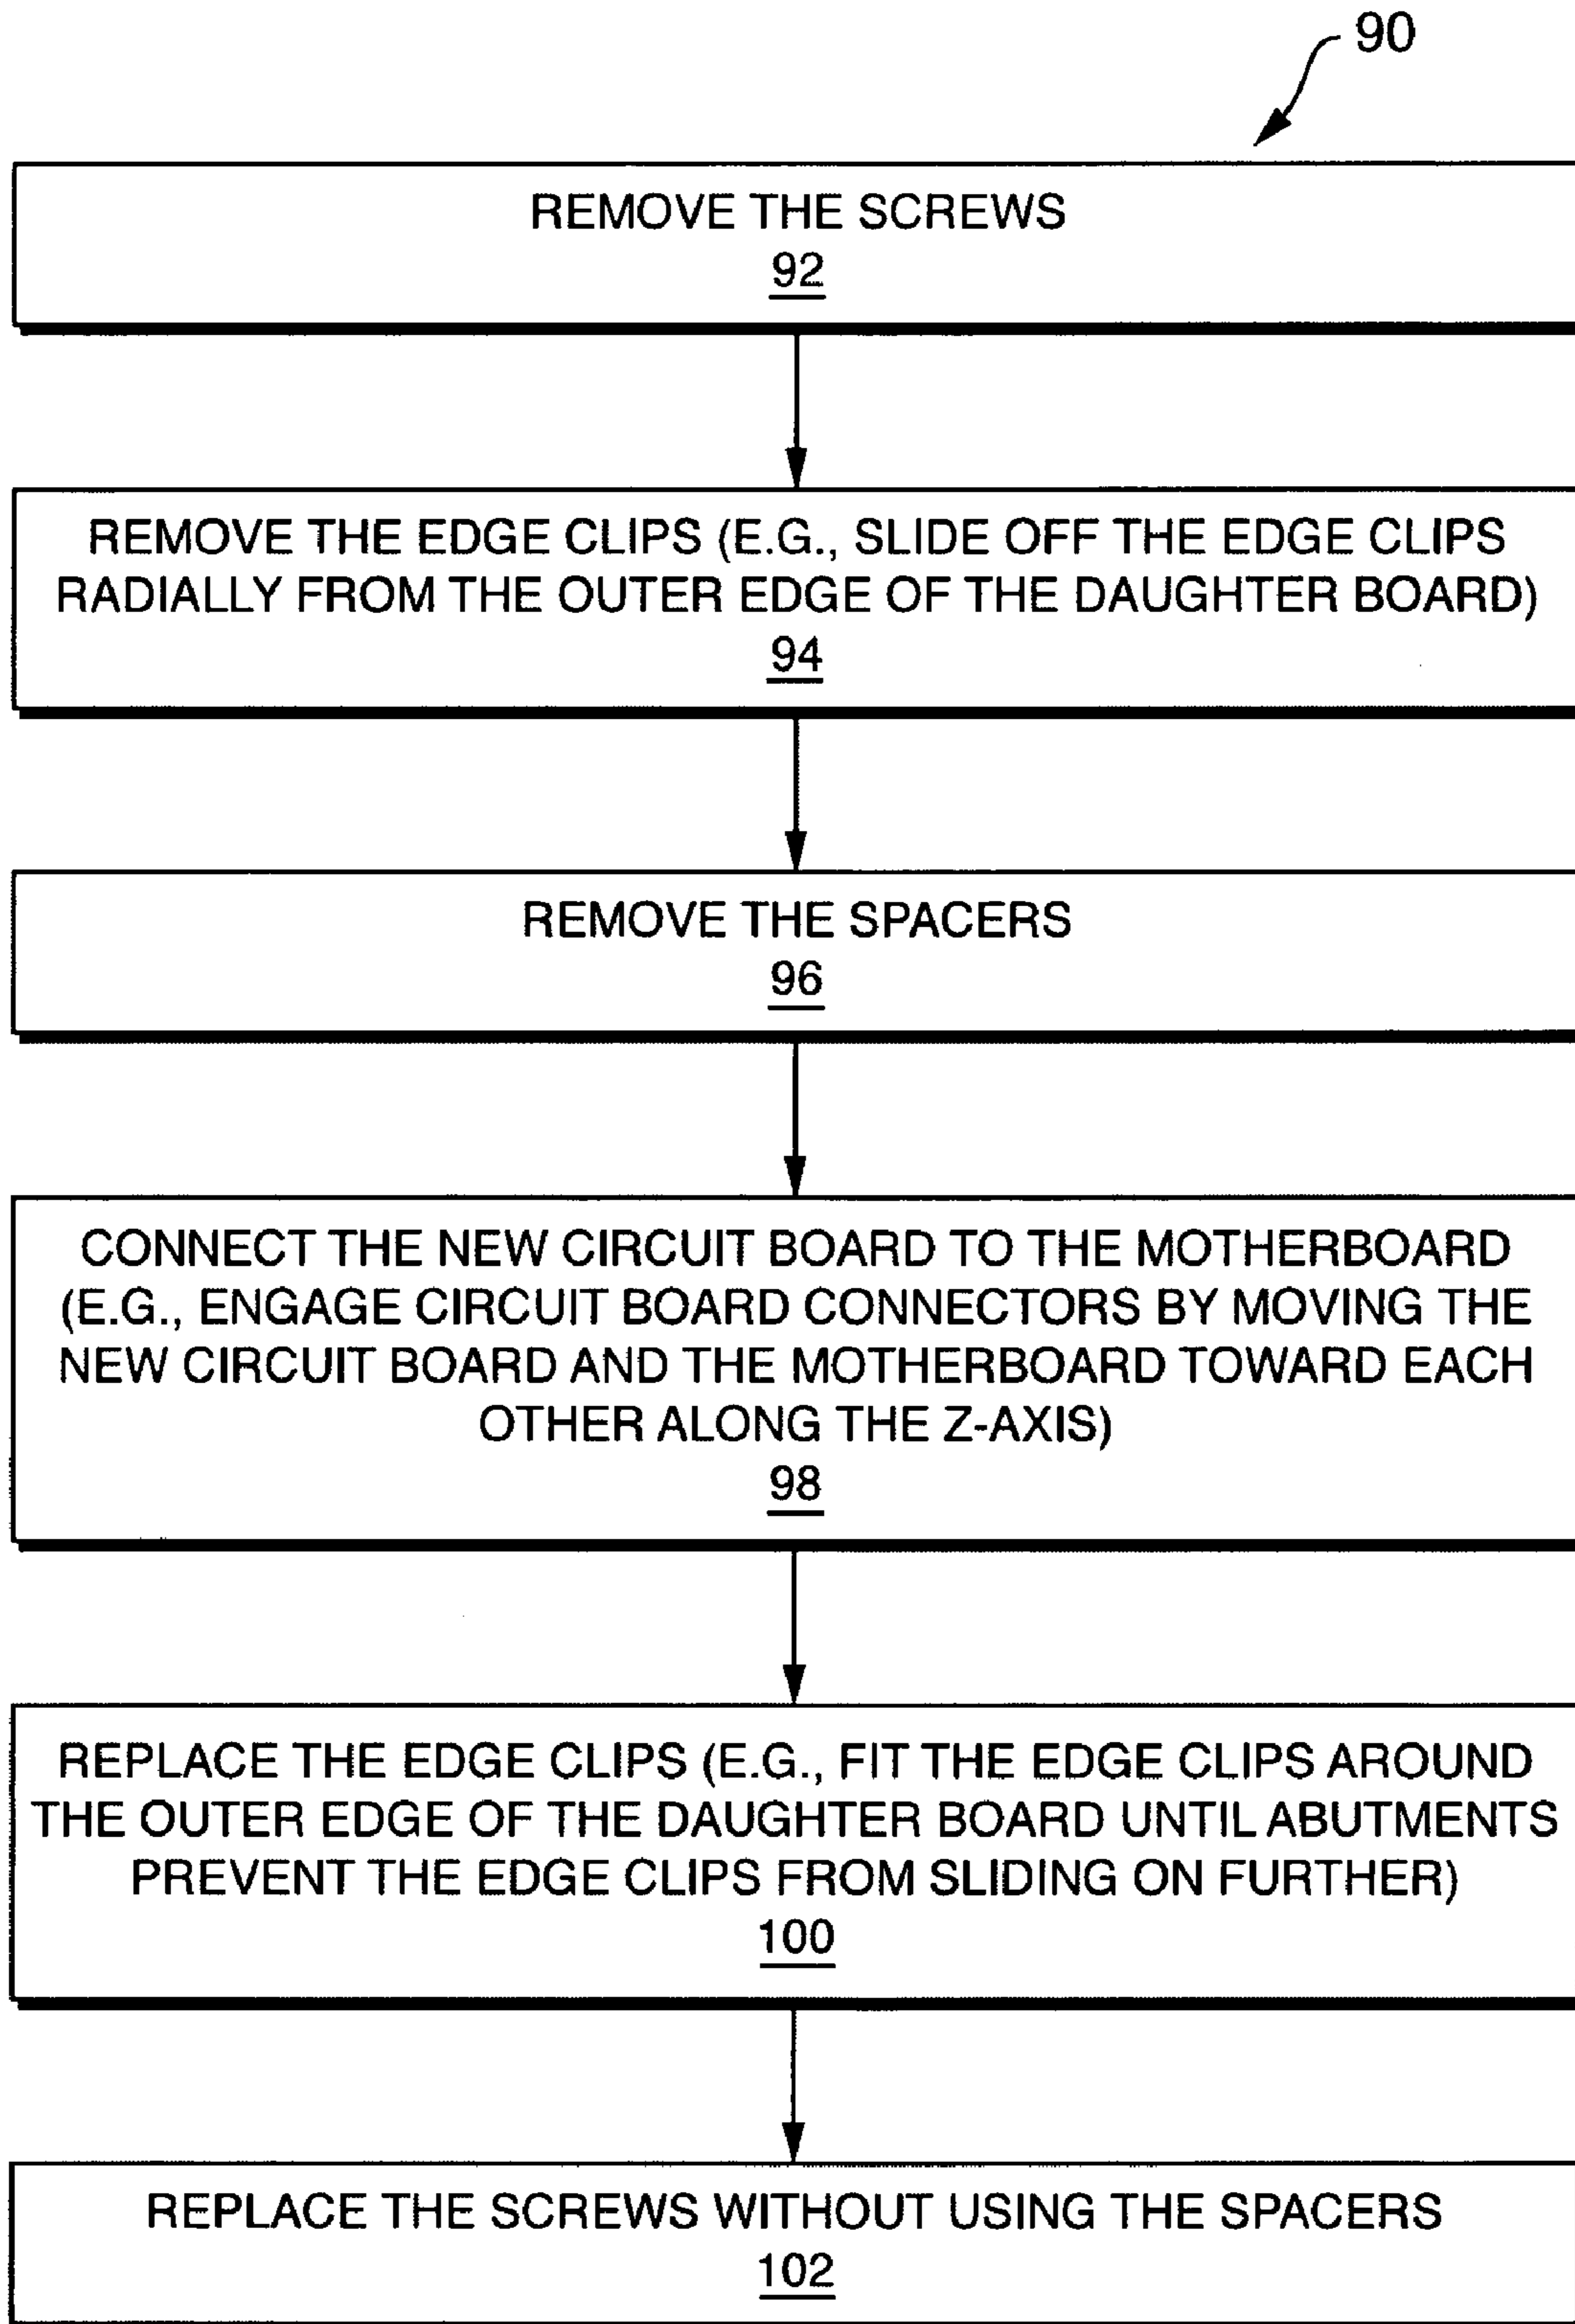 90
REMOVE THE SCREWS
92
REMOVE THE EDGE CLIPS (E.G., SLIDE OFF THE EDGE CLIPS
RADIALLY FROM THE OUTER EDGE OF THE DAUGHTER BOARD)
94
REMOVE THE SPACERS
96
CONNECT THE NEW CIRCUIT BOARD TO THE MOTHERBOARD
(E.G., ENGAGE CIRCUIT BOARD CONNECTORS BY MOVING THE
NEW CIRCUIT BOARD AND THE MOTHERBOARD TOWARD EACH
OTHER ALONG THE Z-AXIS)
98
REPLACE THE EDGE CLIPS (E.G., FIT THE EDGE CLIPS AROUND
THE OUTER EDGE OF THE DAUGHTER BOARD UNTIL ABUTMENTS
PREVENT THE EDGE CLIPS FROM SLIDING ON FURTHER)
100
REPLACE THE SCREWS WITHOUT USING THE SPACERS
102